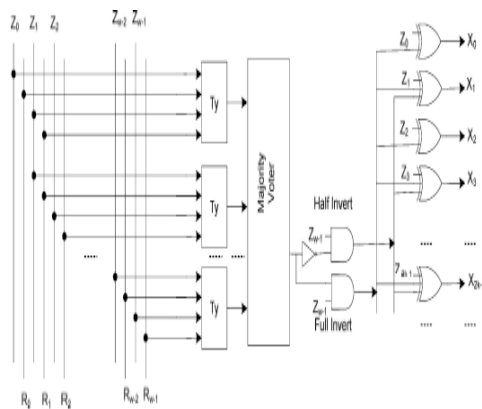 Z0 Z1 Z2 Zw-2 Zw-1
Ty
Ty
Ty
.....
.....
.....
Majority
Voter
Half Invert
Zw-1
Zw-1
Full Invert
Z0 X0
Z1 X1
Z2 X2
Z3 X3
.... ....
X2k-
.... ....
R0 R1 R2 Rw-2 Rw-1